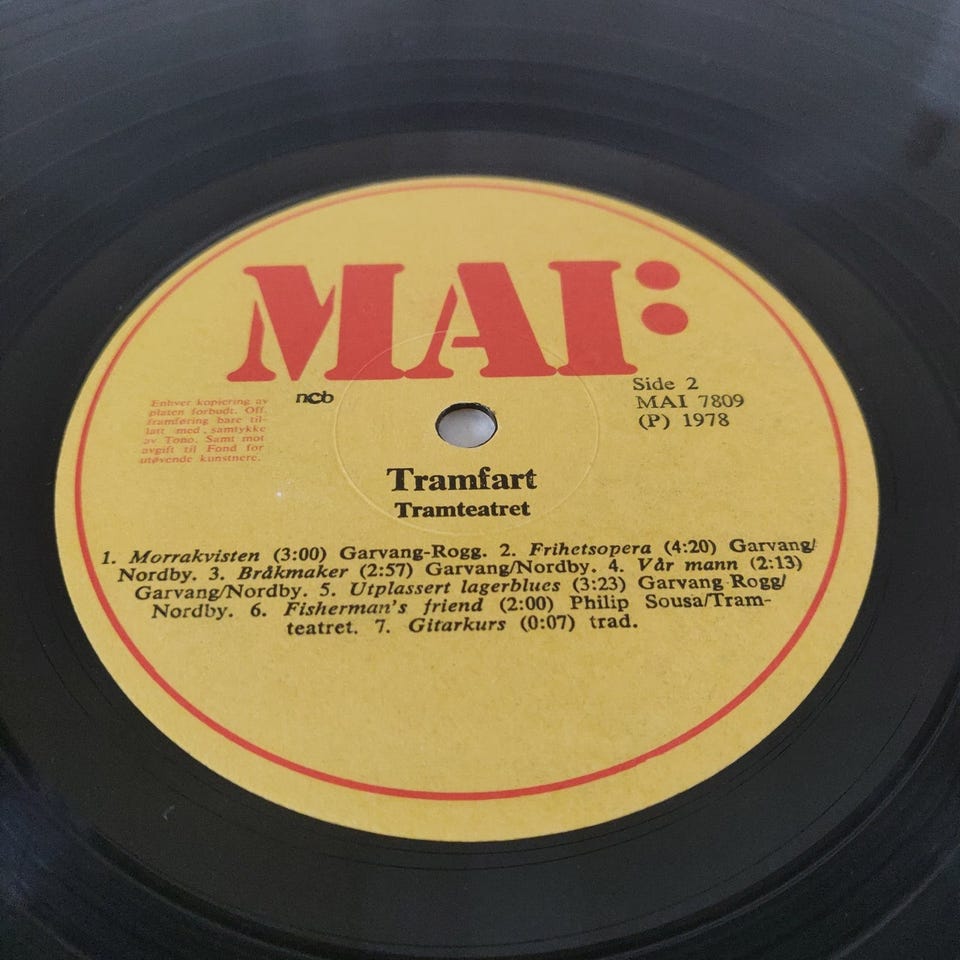 MAI:
Enhver kopiering av
platen forbudt. Off.
framføring bare til-
latt med samtykke
av Tono. Samt mot
avgift til Fond for
utøvende kunstnere.
ncb
Side 2
MAI 7809
(P) 1978
Tramfart
Tramteatret
1. Morrakvisten (3:00) Garvang-Rogg. 2. Frihetsopera (4:20) Garvang/
Nordby. 3. Bråkmaker (2:57) Garvang/Nordby. 4. Vår mann (2:13)
Garvang/Nordby. 5. Utplassert lagerblues (3:23) Garvang Rogg/
Nordby. 6. Fisherman's friend (2:00) Philip Sousa/Tram-
teatret. 7. Gitarkurs (0:07) trad.